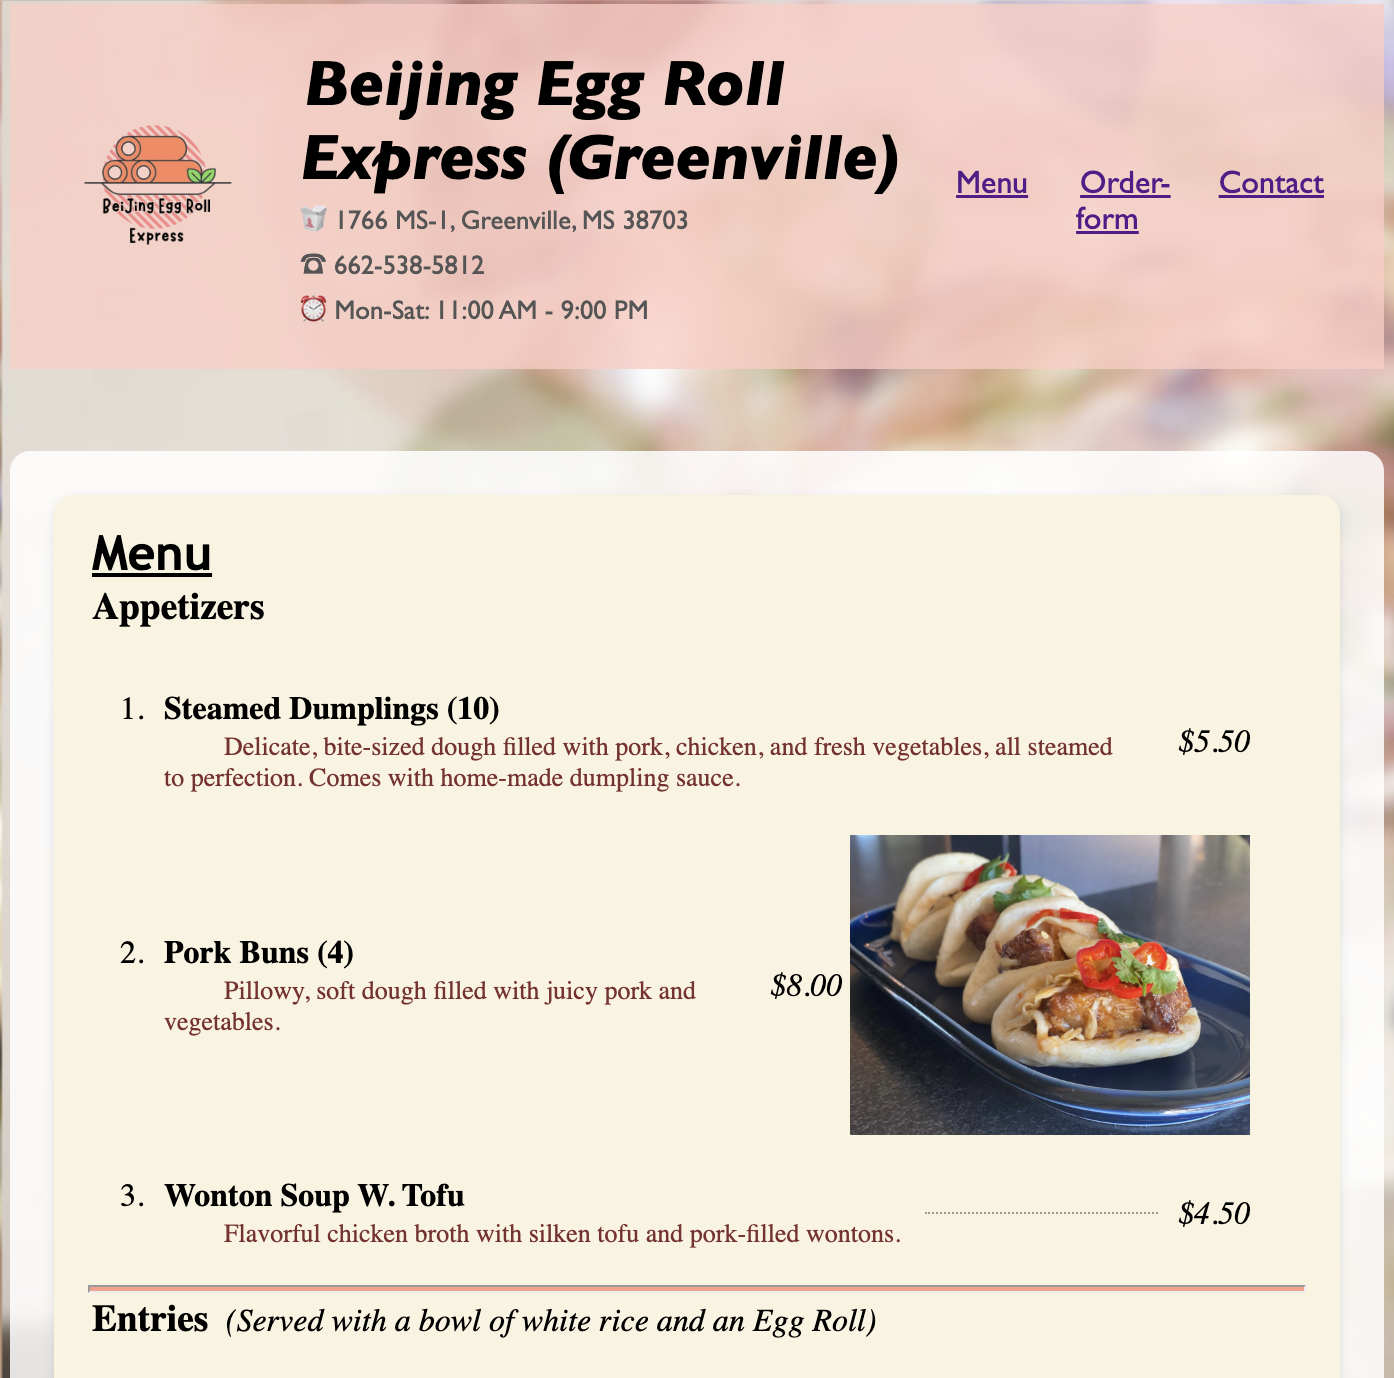 BeiJing Egg Roll
Express
Beijing Egg Roll
Express (Greenville)
1766 MS-1, Greenville, MS 38703
662-538-5812
Mon-Sat: 11:00 AM - 9:00 PM
Menu
Order-
form
Contact
Menu
Appetizers
1. Steamed Dumplings (10)
Delicate, bite-sized dough filled with pork, chicken, and fresh vegetables, all steamed
to perfection. Comes with home-made dumpling sauce.
$5.50
2. Pork Buns (4)
Pillowy, soft dough filled with juicy pork and
vegetables.
$8.00
3. Wonton Soup W. Tofu
Flavorful chicken broth with silken tofu and pork-filled wontons.
$4.50
Entries (Served with a bowl of white rice and an Egg Roll)